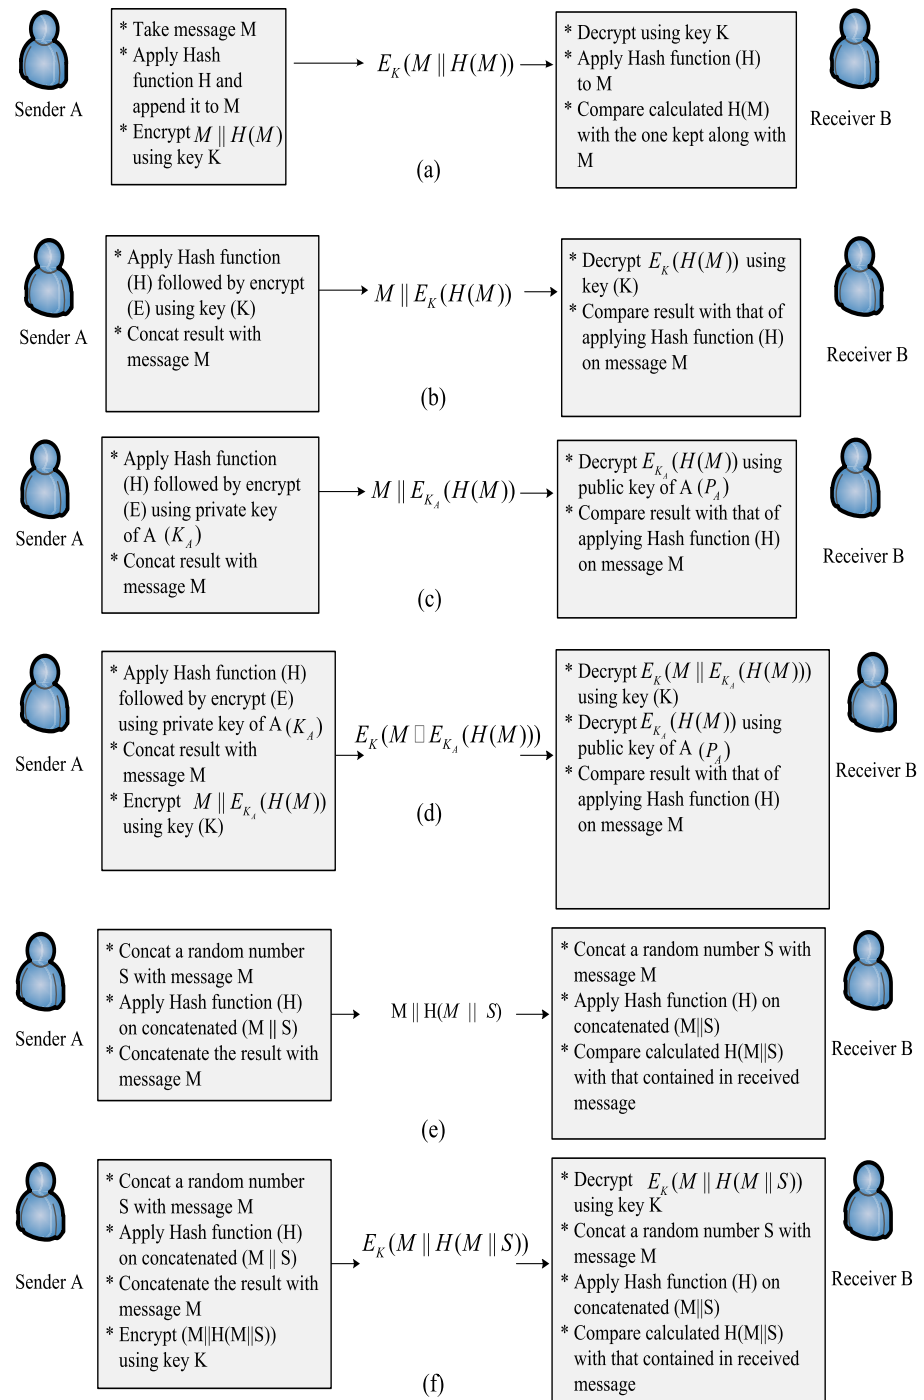 Sender A
* Take message M
* Apply Hash
function H and
append it to M
* Encrypt M || H(M)
using key K
E_K(M || H(M))
* Decrypt using key K
* Apply Hash function (H)
to M
* Compare calculated H(M)
with the one kept along with
M
Receiver B
(a)
Sender A
* Apply Hash function
(H) followed by encrypt
(E) using key (K)
* Concat result with
message M
M || E_K(H(M))
* Decrypt E_K(H(M)) using
key (K)
* Compare result with that of
applying Hash function (H)
on message M
Receiver B
(b)
Sender A
* Apply Hash function
(H) followed by encrypt
(E) using private key
of A (K_A)
* Concat result with
message M
M || E_{K_A}(H(M))
* Decrypt E_{K_A}(H(M)) using
public key of A (P_A)
* Compare result with that of
applying Hash function (H)
on message M
Receiver B
(c)
Sender A
* Apply Hash function (H)
followed by encrypt (E)
using private key of A (K_A)
* Concat result with
message M
* Encrypt M || E_{K_A}(H(M))
using key (K)
E_K(M □ E_{K_A}(H(M)))
* Decrypt E_K(M || E_{K_A}(H(M)))
using key (K)
* Decrypt E_{K_A}(H(M)) using
public key of A (P_A)
* Compare result with that of
applying Hash function (H)
on message M
Receiver B
(d)
Sender A
* Concat a random number
S with message M
* Apply Hash function (H)
on concatenated (M || S)
* Concatenate the result with
message M
M || H(M || S)
* Concat a random number S with
message M
* Apply Hash function (H) on
concatenated (M||S)
* Compare calculated H(M||S)
with that contained in received
message
Receiver B
(e)
Sender A
* Concat a random number
S with message M
* Apply Hash function (H)
on concatenated (M || S)
* Concatenate the result with
message M
* Encrypt (M||H(M||S))
using key K
E_K(M || H(M || S))
* Decrypt E_K(M || H(M || S))
using key K
* Concat a random number S with
message M
* Apply Hash function (H) on
concatenated (M||S)
* Compare calculated H(M||S)
with that contained in received
message
Receiver B
(f)